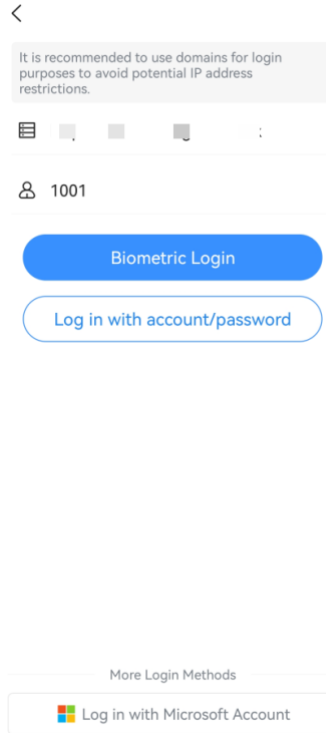 It is recommended to use domains for login
purposes to avoid potential IP address
restrictions.
1001
Biometric Login
Log in with account/password
More Login Methods
Log in with Microsoft Account